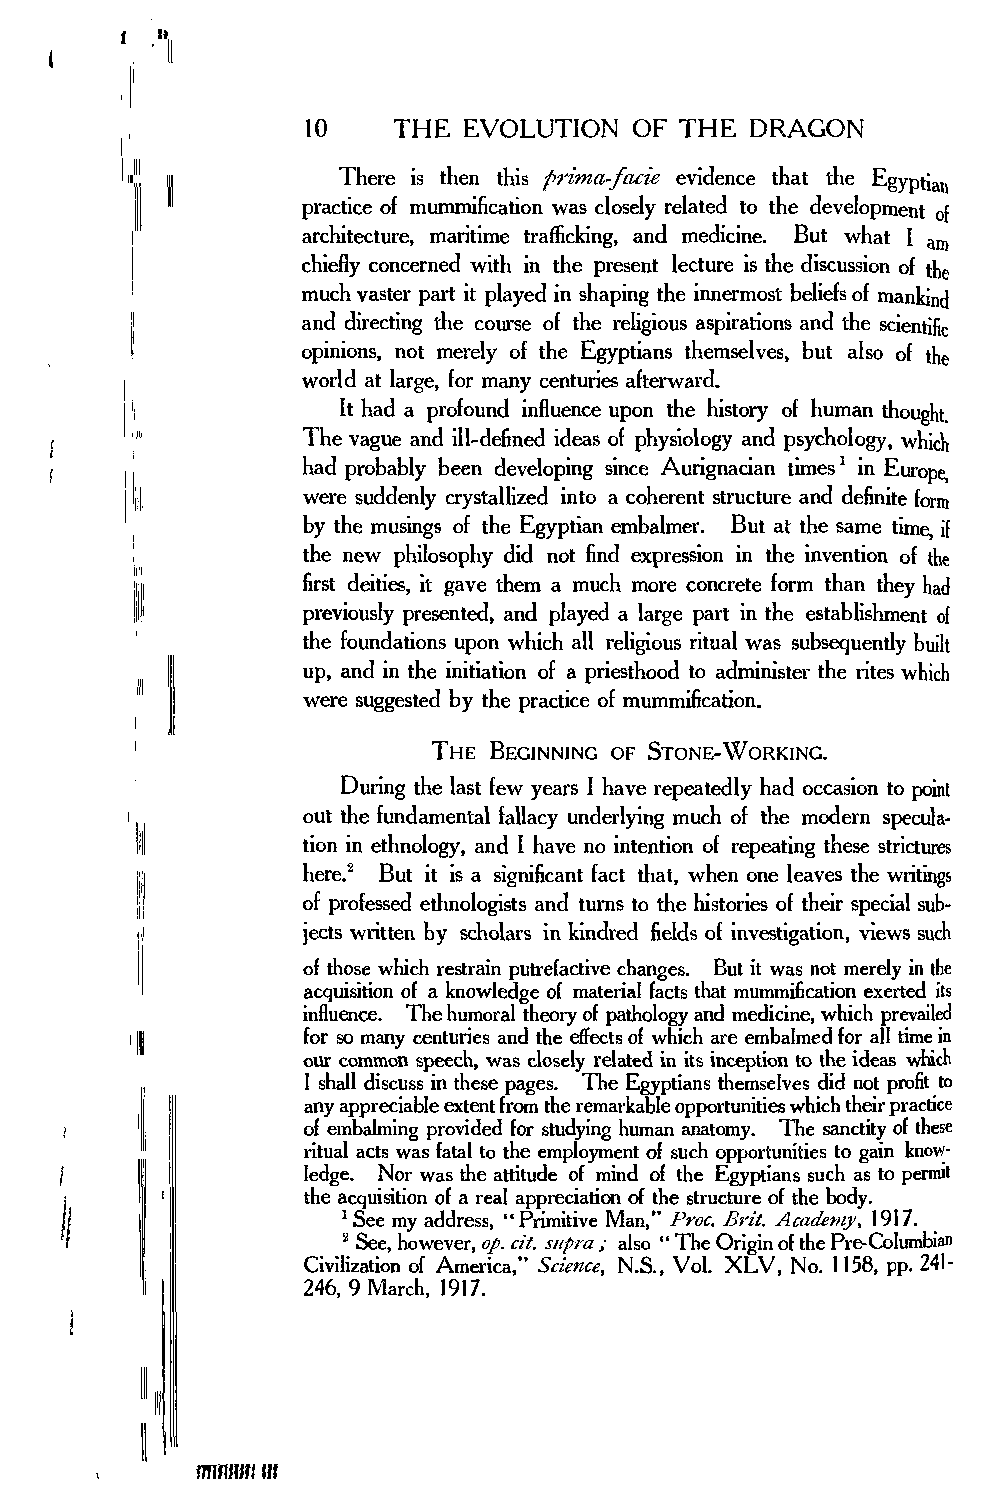 10 THE EVOLUTION OF THE DRAGON
There is then this prima-facie evidence that the Egyptian
practice of mummification was closely related to the development of
architecture, maritime trafficking, and medicine. But what I am
chiefly concerned with in the present lecture is the discussion of the
much vaster part it played in shaping the innermost beliefs of mankind
and directing the course of the religious aspirations and the scientific
opinions, not merely of the Egyptians themselves, but also of the
world at large, for many centuries afterward.
It had a profound influence upon the history of human thought.
The vague and ill-defined ideas of physiology and psychology, which
had probably been developing since Aurignacian times¹ in Europe,
were suddenly crystallized into a coherent structure and definite form
by the musings of the Egyptian embalmer. But at the same time, if
the new philosophy did not find expression in the invention of the
first deities, it gave them a much more concrete form than they had
previously presented, and played a large part in the establishment of
the foundations upon which all religious ritual was subsequently built
up, and in the initiation of a priesthood to administer the rites which
were suggested by the practice of mummification.
THE BEGINNING OF STONE-WORKING.
During the last few years I have repeatedly had occasion to point
out the fundamental fallacy underlying much of the modern specula-
tion in ethnology, and I have no intention of repeating these strictures
here.² But it is a significant fact that, when one leaves the writings
of professed ethnologists and turns to the histories of their special sub-
jects written by scholars in kindred fields of investigation, views such
of those which restrain putrefactive changes. But it was not merely in the
acquisition of a knowledge of material facts that mummification exerted its
influence. The humoral theory of pathology and medicine, which prevailed
for so many centuries and the effects of which are embalmed for all time in
our common speech, was closely related in its inception to the ideas which
I shall discuss in these pages. The Egyptians themselves did not profit to
any appreciable extent from the remarkable opportunities which their practice
of embalming provided for studying human anatomy. The sanctity of these
ritual acts was fatal to the employment of such opportunities to gain know-
ledge. Nor was the attitude of mind of the Egyptians such as to permit
the acquisition of a real appreciation of the structure of the body.
¹ See my address, "Primitive Man," Proc. Brit. Academy, 1917.
² See, however, op. cit. supra; also "The Origin of the Pre-Columbian
Civilization of America," Science, N.S., Vol. XLV, No. 1158, pp. 241-
246, 9 March, 1917.